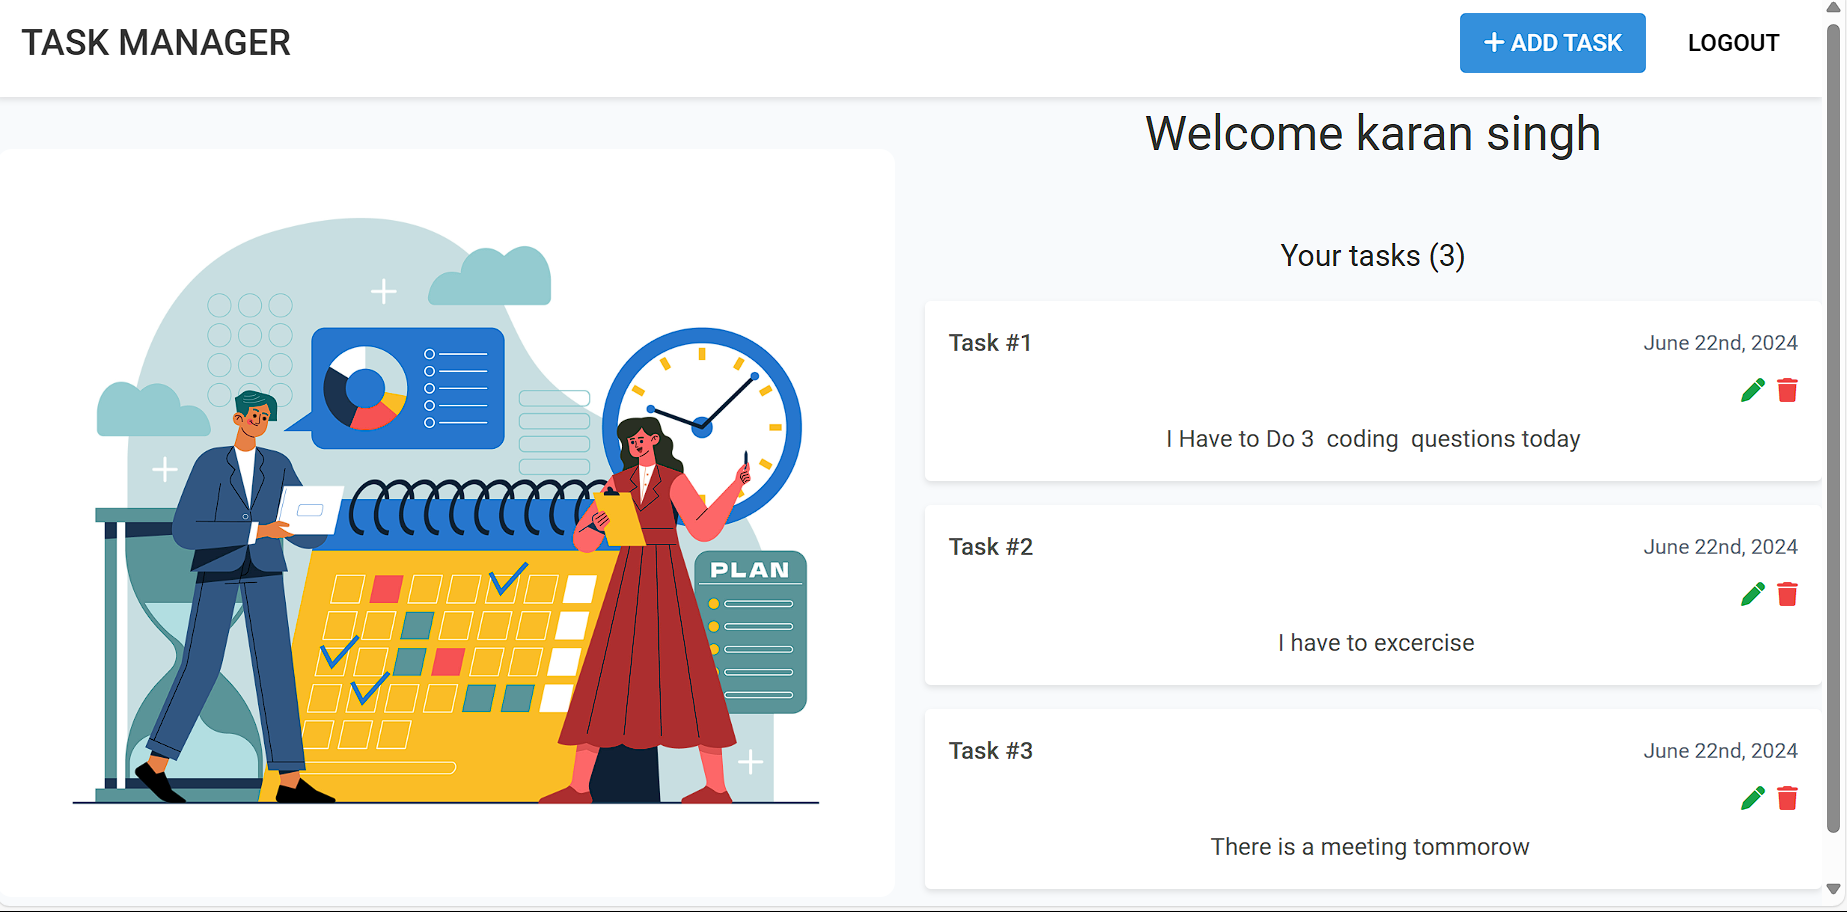 TASK MANAGER
+ ADD TASK
LOGOUT
Welcome karan singh
PLAN
Your tasks (3)
Task #1
June 22nd, 2024
I Have to Do 3  coding  questions today
Task #2
June 22nd, 2024
I have to excercise
Task #3
June 22nd, 2024
There is a meeting tommorow